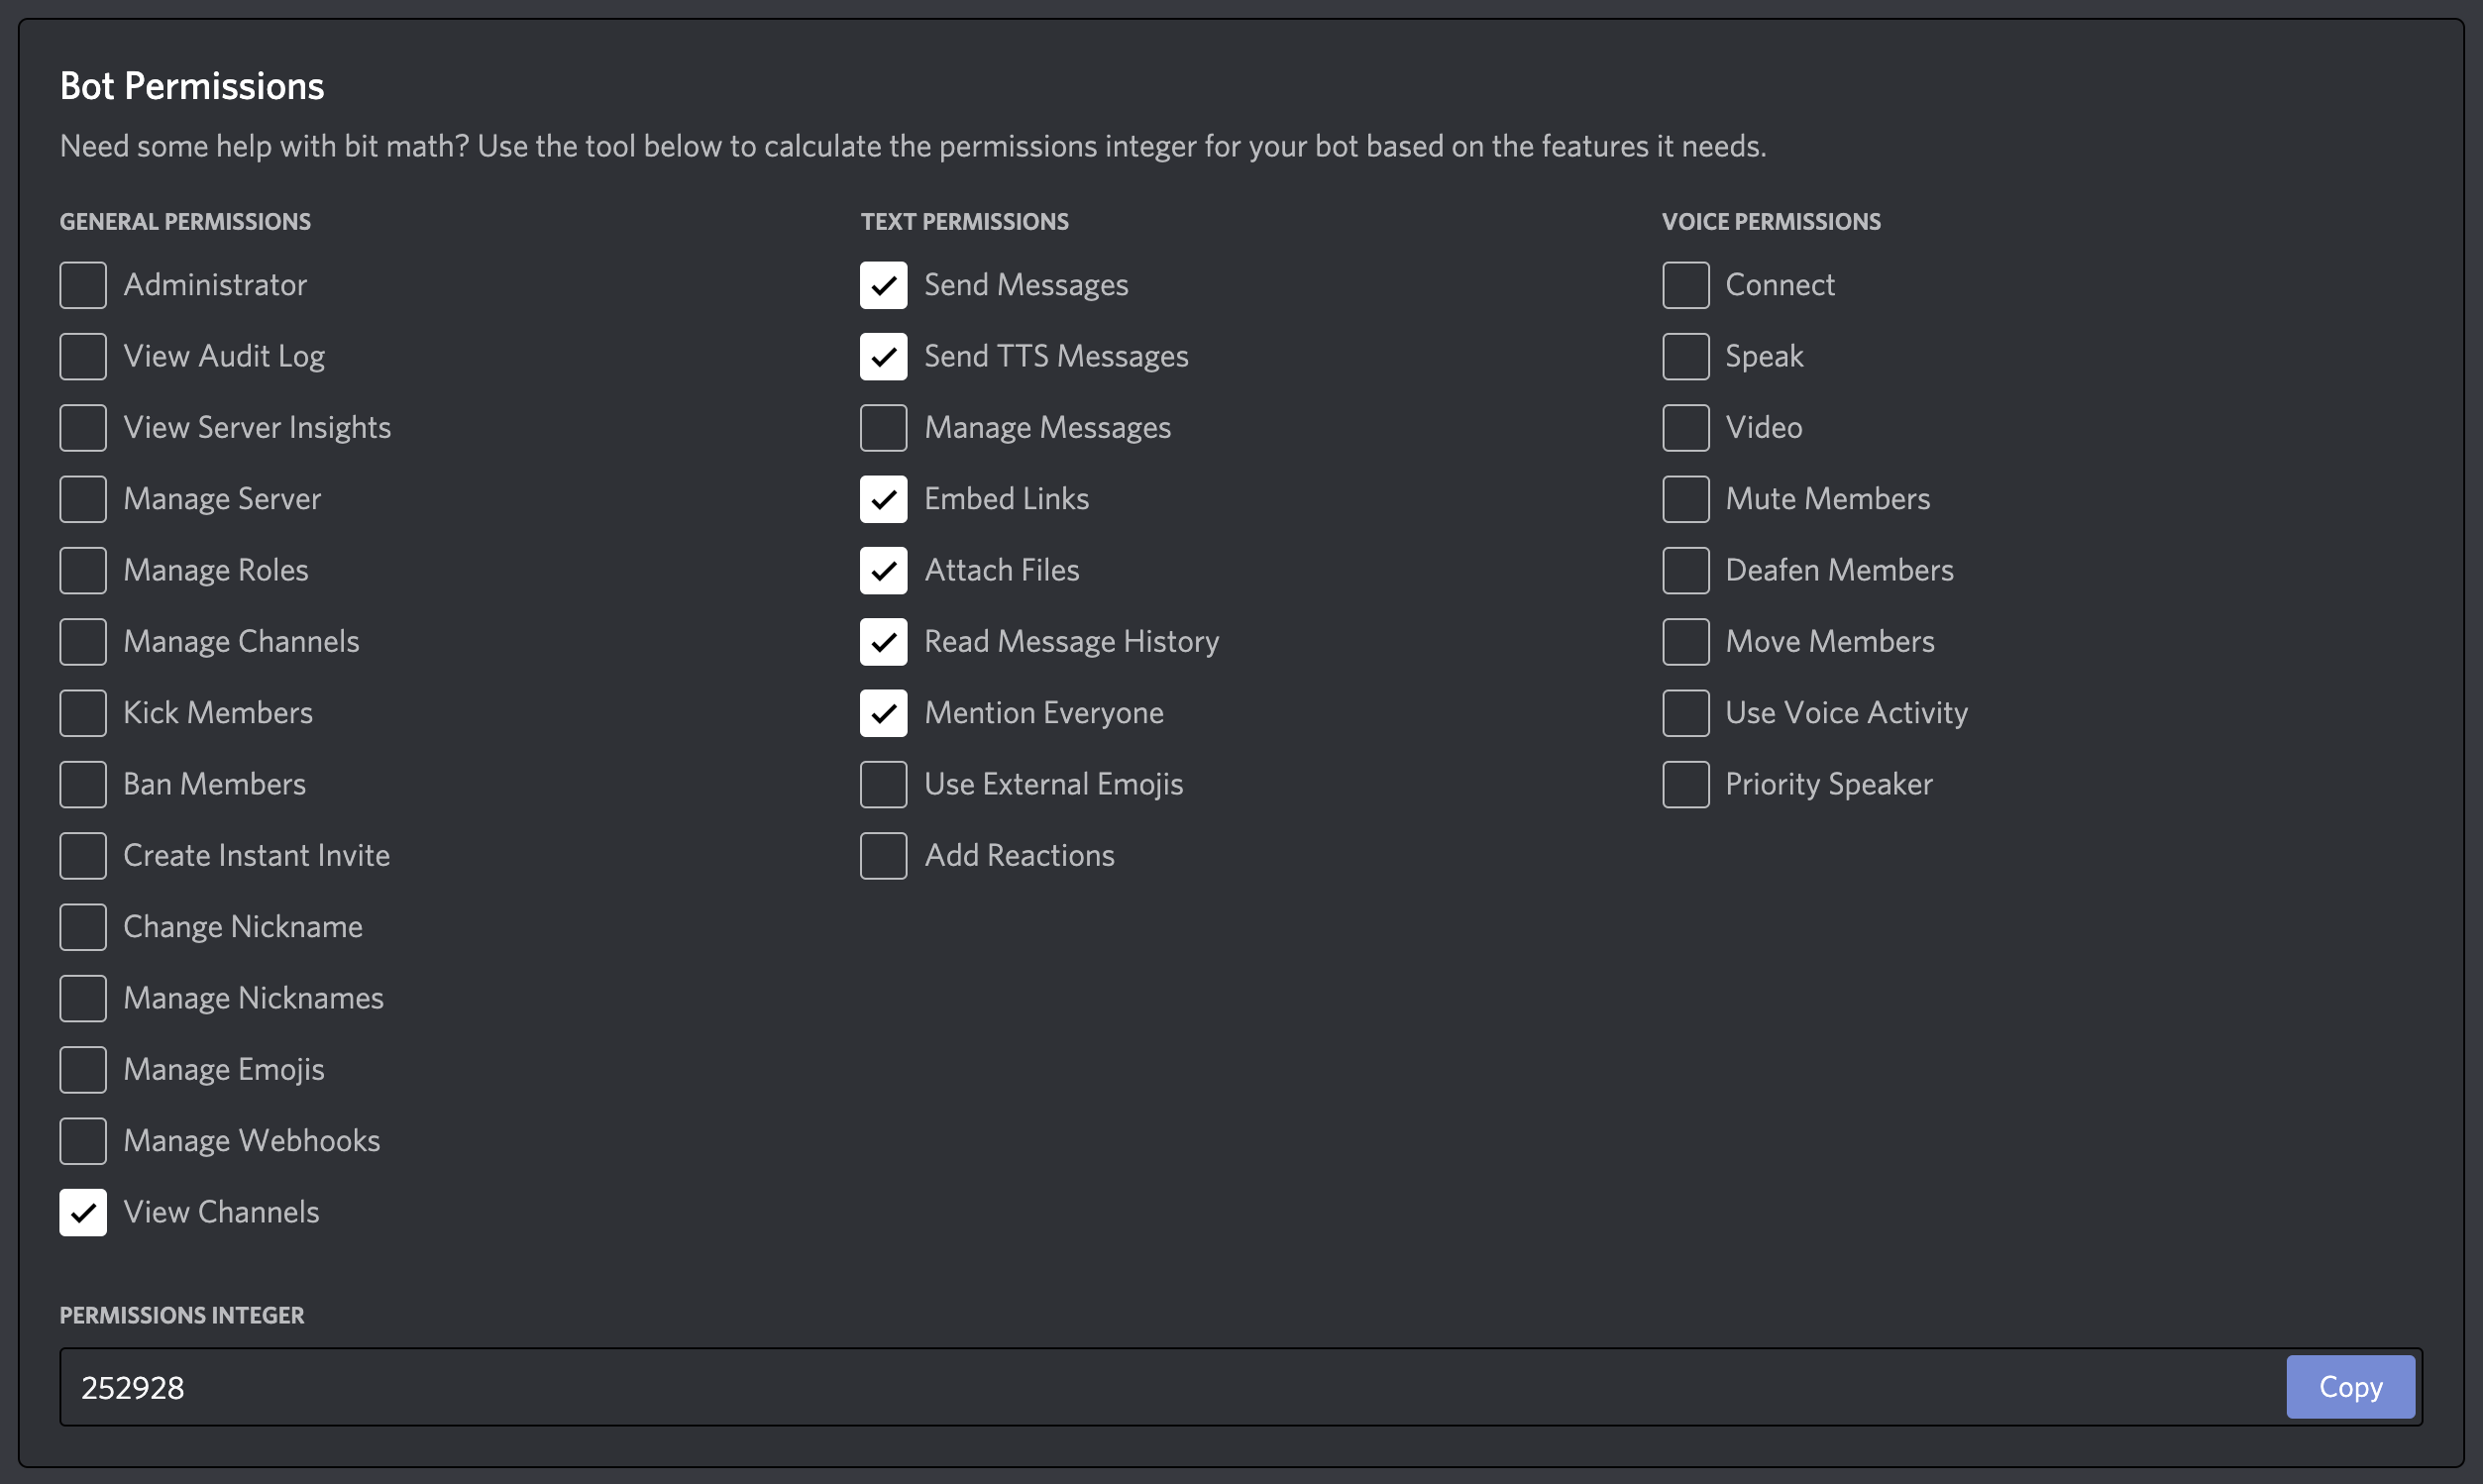 Bot Permissions
Need some help with bit math? Use the tool below to calculate the permissions integer for your bot based on the features it needs.
GENERAL PERMISSIONS
Administrator
View Audit Log
View Server Insights
Manage Server
Manage Roles
Manage Channels
Kick Members
Ban Members
Create Instant Invite
Change Nickname
Manage Nicknames
Manage Emojis
Manage Webhooks
View Channels
TEXT PERMISSIONS
Send Messages
Send TTS Messages
Manage Messages
Embed Links
Attach Files
Read Message History
Mention Everyone
Use External Emojis
Add Reactions
VOICE PERMISSIONS
Connect
Speak
Video
Mute Members
Deafen Members
Move Members
Use Voice Activity
Priority Speaker
PERMISSIONS INTEGER
252928
Copy